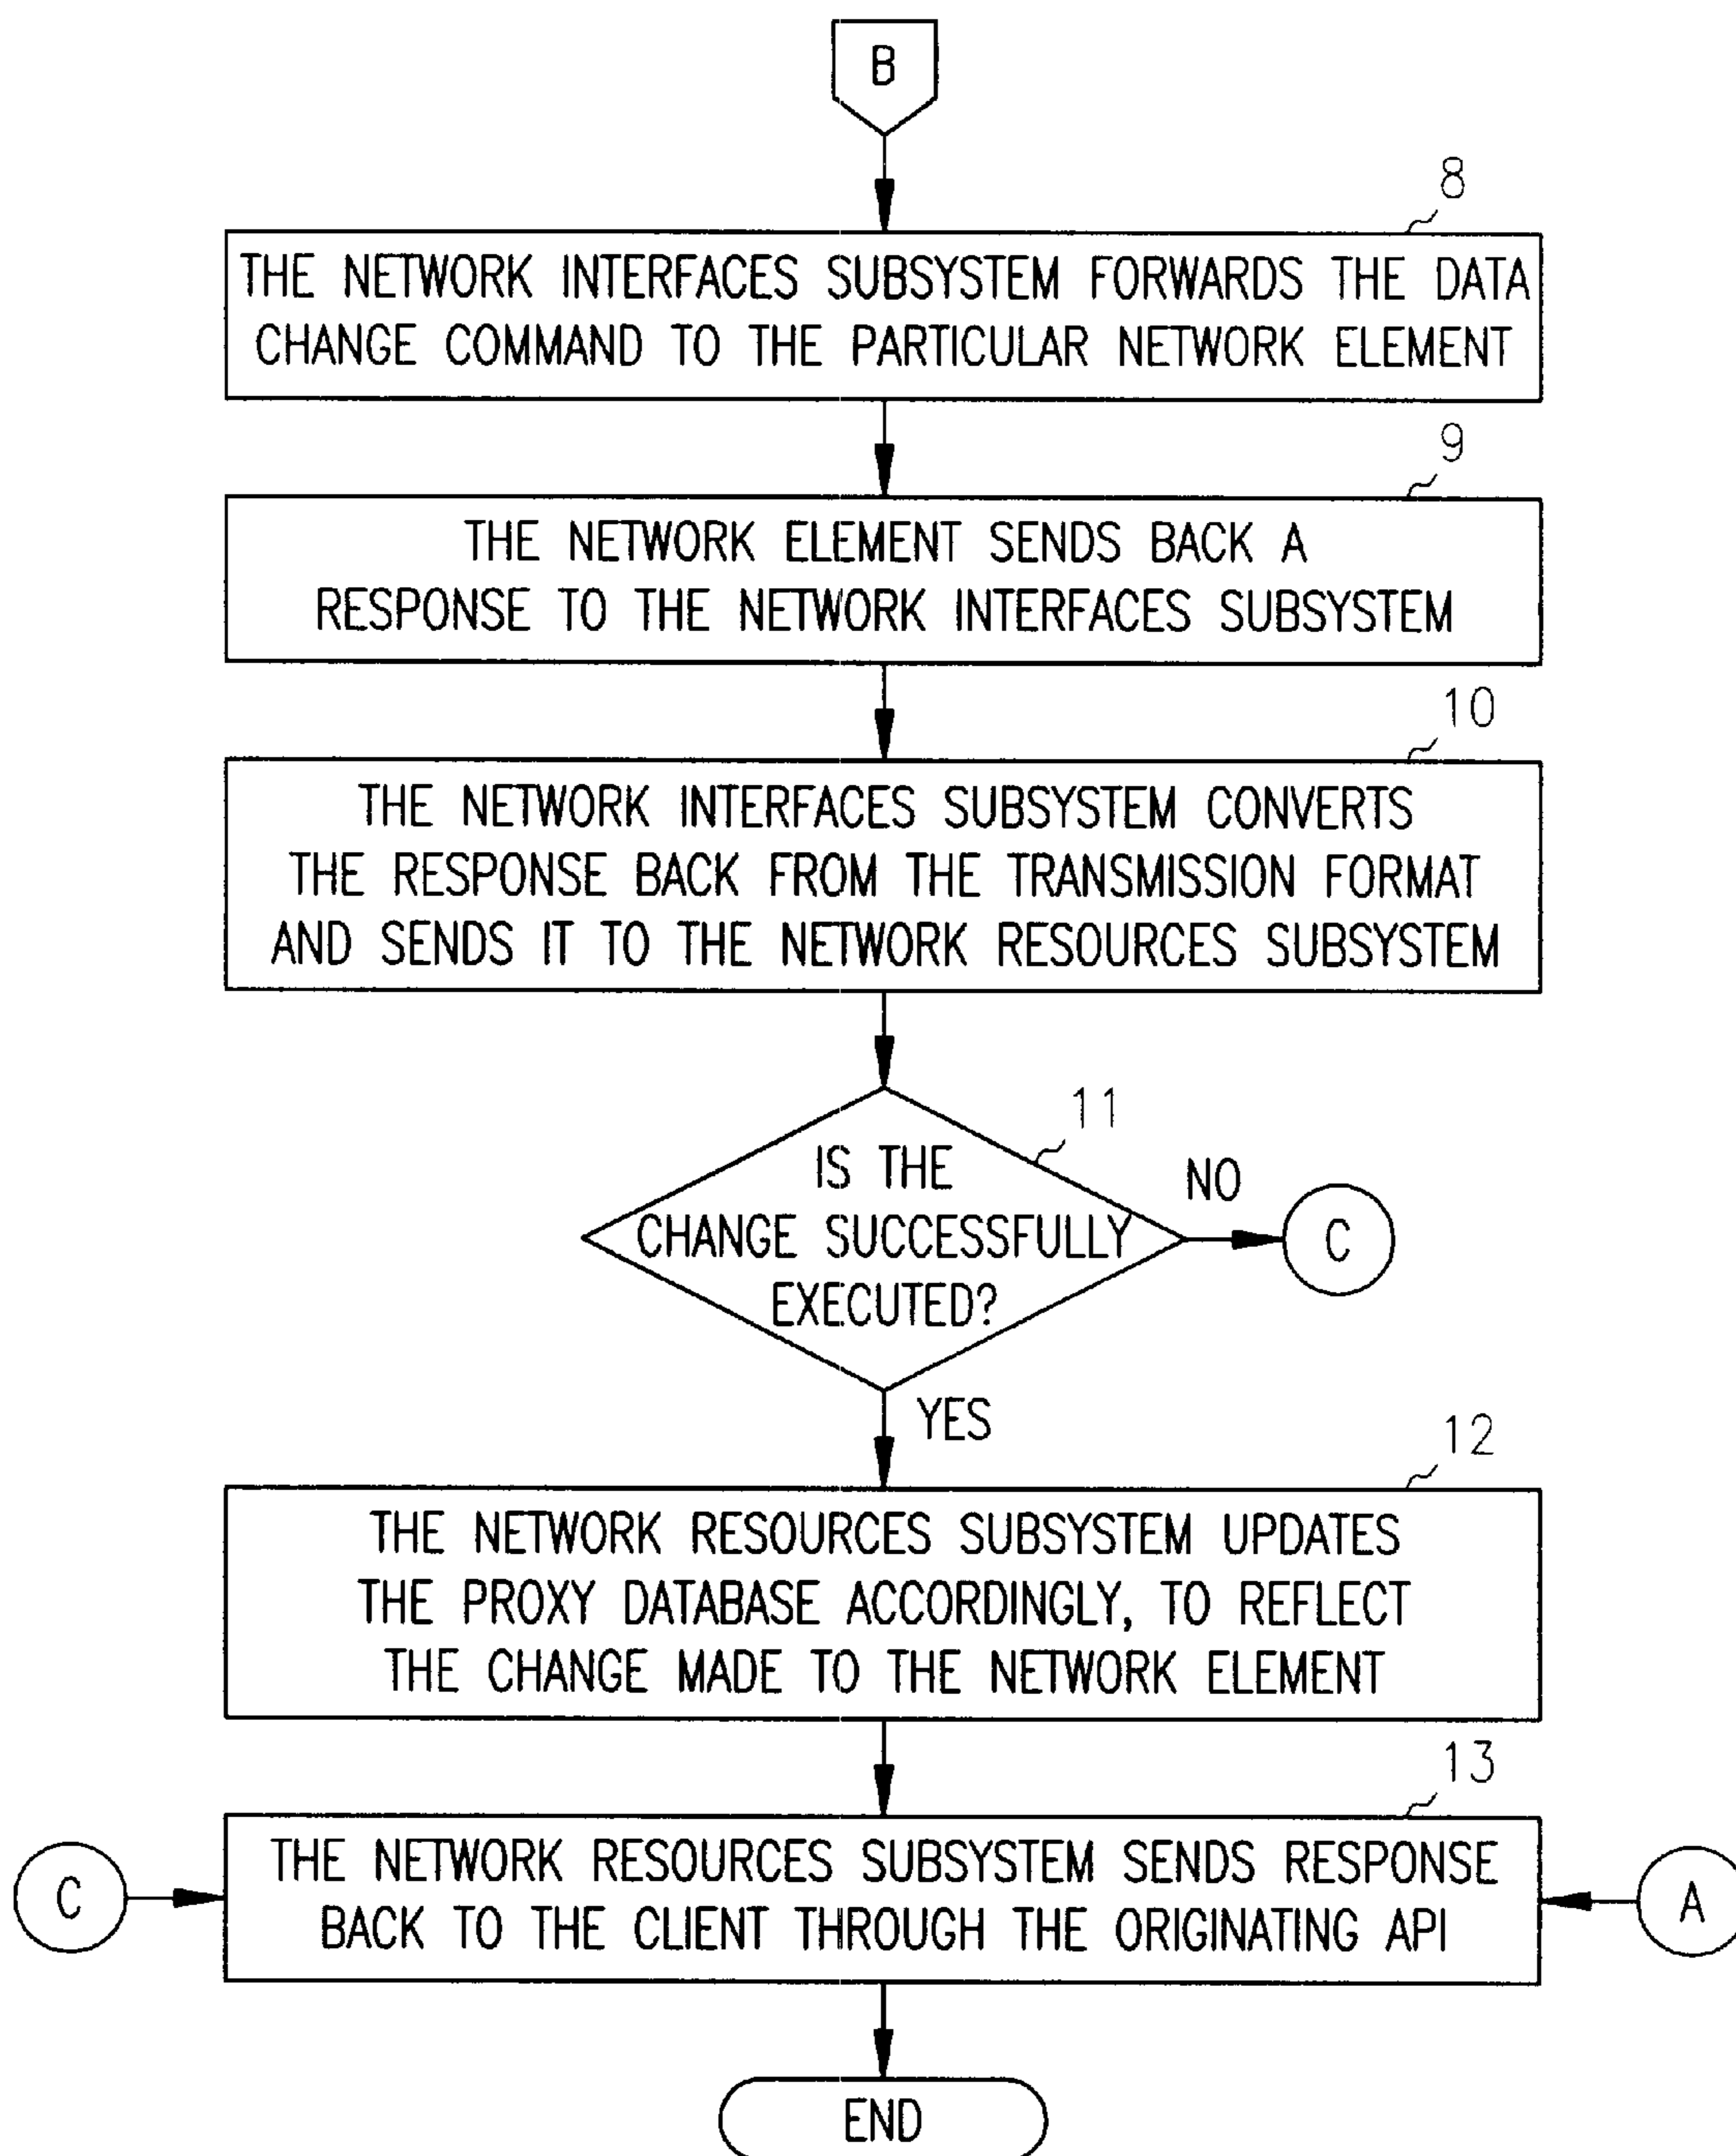 B
8
THE NETWORK INTERFACES SUBSYSTEM FORWARDS THE DATA
CHANGE COMMAND TO THE PARTICULAR NETWORK ELEMENT
9
THE NETWORK ELEMENT SENDS BACK A
RESPONSE TO THE NETWORK INTERFACES SUBSYSTEM
10
THE NETWORK INTERFACES SUBSYSTEM CONVERTS
THE RESPONSE BACK FROM THE TRANSMISSION FORMAT
AND SENDS IT TO THE NETWORK RESOURCES SUBSYSTEM
11
IS THE
CHANGE SUCCESSFULLY
EXECUTED?
NO
C
YES
12
THE NETWORK RESOURCES SUBSYSTEM UPDATES
THE PROXY DATABASE ACCORDINGLY, TO REFLECT
THE CHANGE MADE TO THE NETWORK ELEMENT
13
C
THE NETWORK RESOURCES SUBSYSTEM SENDS RESPONSE
BACK TO THE CLIENT THROUGH THE ORIGINATING API
A
END